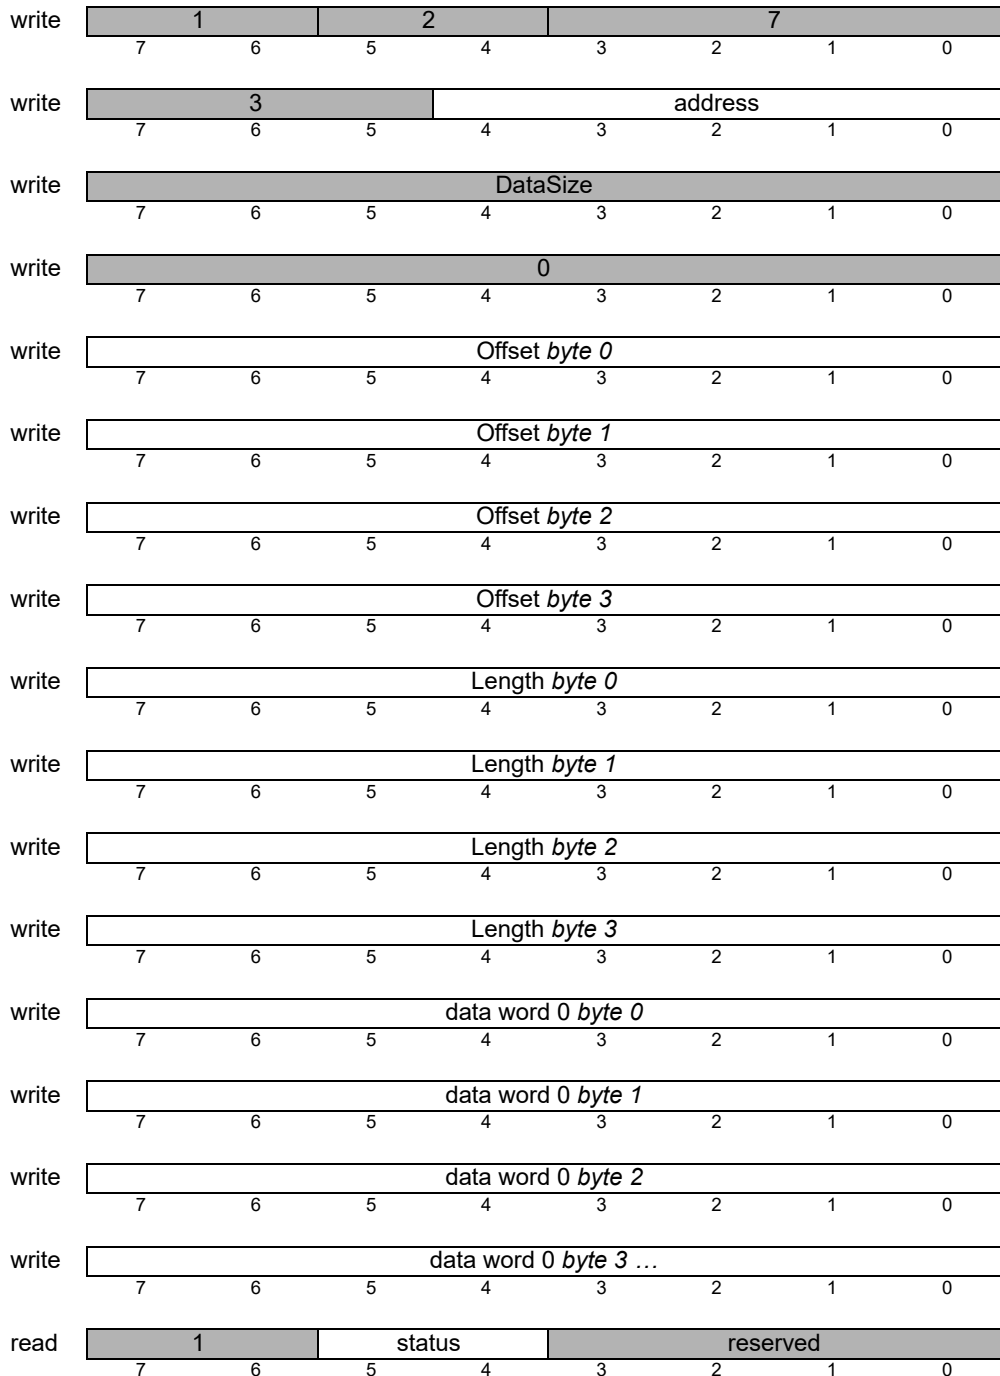 write 1 2 7
7 6 5 4 3 2 1 0
write 3 address
7 6 5 4 3 2 1 0
write DataSize
7 6 5 4 3 2 1 0
write 0
7 6 5 4 3 2 1 0
write Offset byte 0
7 6 5 4 3 2 1 0
write Offset byte 1
7 6 5 4 3 2 1 0
write Offset byte 2
7 6 5 4 3 2 1 0
write Offset byte 3
7 6 5 4 3 2 1 0
write Length byte 0
7 6 5 4 3 2 1 0
write Length byte 1
7 6 5 4 3 2 1 0
write Length byte 2
7 6 5 4 3 2 1 0
write Length byte 3
7 6 5 4 3 2 1 0
write data word 0 byte 0
7 6 5 4 3 2 1 0
write data word 0 byte 1
7 6 5 4 3 2 1 0
write data word 0 byte 2
7 6 5 4 3 2 1 0
write data word 0 byte 3 …
7 6 5 4 3 2 1 0
read 1 status reserved
7 6 5 4 3 2 1 0